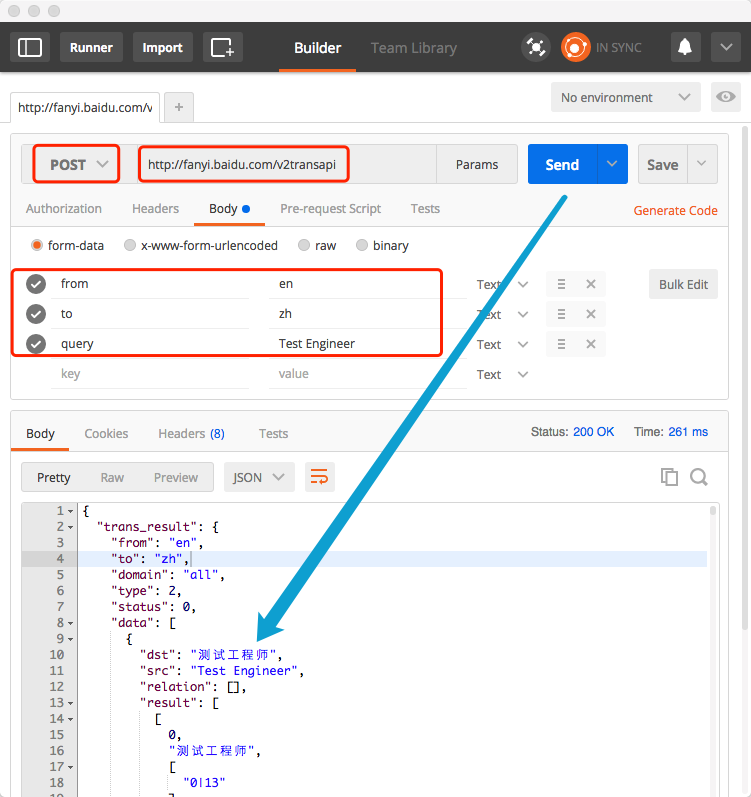 Runner Import Builder Team Library IN SYNC
http://fanyi.baidu.com/v + No environment
POST http://fanyi.baidu.com/v2transapi Params Send Save
Authorization Headers Body Pre-request Script Tests Generate Code
form-data x-www-form-urlencoded raw binary
from en Text Bulk Edit
to zh Text
query Test Engineer Text
key value Text
Body Cookies Headers (8) Tests Status: 200 OK Time: 261 ms
Pretty Raw Preview JSON
1 {
2 "trans_result": {
3 "from": "en",
4 "to": "zh",
5 "domain": "all",
6 "type": 2,
7 "status": 0,
8 "data": [
9 {
10 "dst": "测试工程师",
11 "src": "Test Engineer",
12 "relation": [],
13 "result": [
14 [
15 0,
16 "测试工程师",
17 [
18 "0|13"